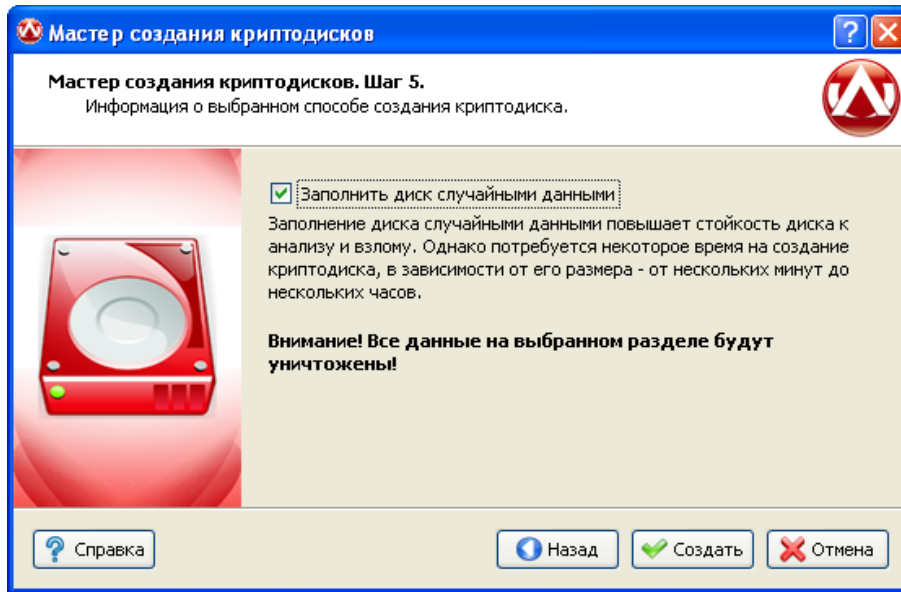 Мастер создания криптодисков
Мастер создания криптодисков. Шаг 5.
Информация о выбранном способе создания криптодиска.
Заполнить диск случайными данными
Заполнение диска случайными данными повышает стойкость диска к
анализу и взлому. Однако потребуется некоторое время на создание
криптодиска, в зависимости от его размера - от нескольких минут до
нескольких часов.
Внимание! Все данные на выбранном разделе будут
уничтожены!
Справка
Назад
Создать
Отмена